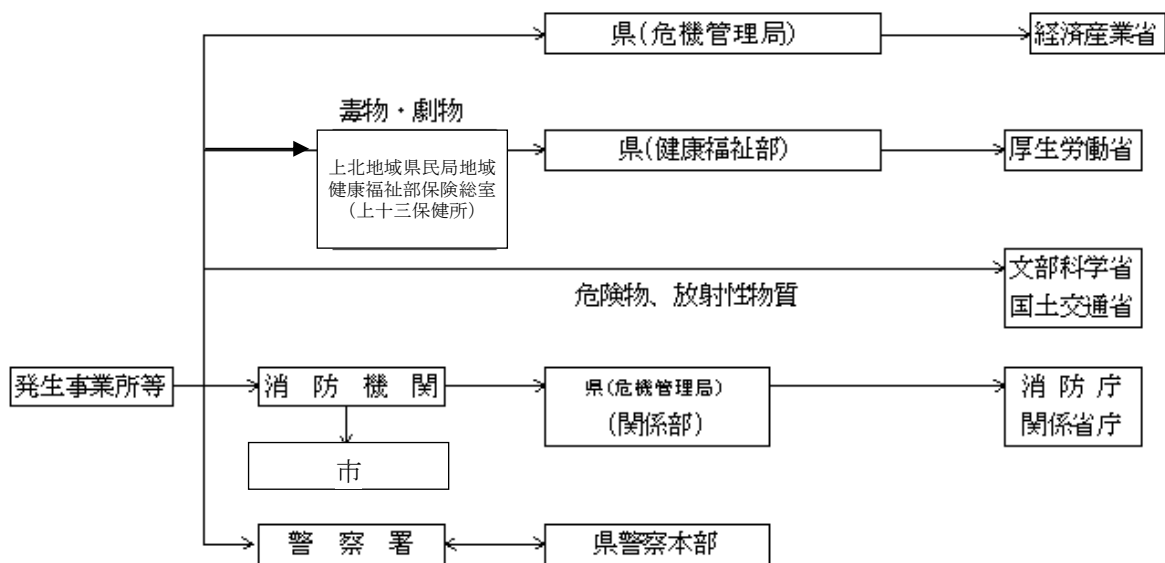 県(危機管理局)
経済産業省
毒物・劇物
上北地域県民局地域
健康福祉部保険総室
(上十三保健所)
県(健康福祉部)
厚生労働省
文部科学省
国土交通省
危険物、放射性物質
発生事業所等
消防機関
県(危機管理局)
(関係部)
消防庁
関係省庁
市
警察署
県警察本部